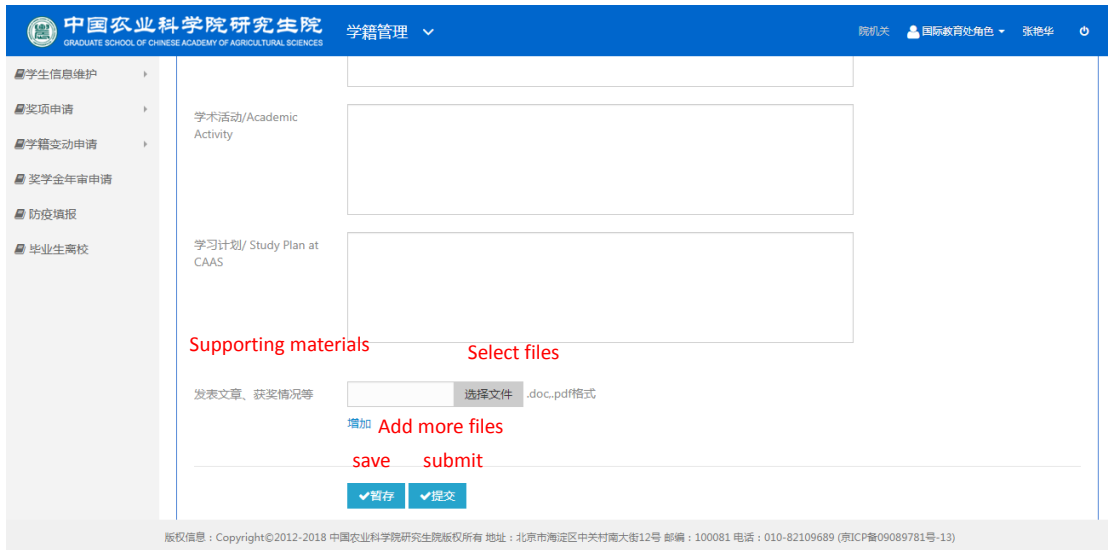 中国农业科学院研究生院
GRADUATE SCHOOL OF CHINESE ACADEMY OF AGRICULTURAL SCIENCES
学籍管理
院机关
国际教育处角色
张艳华
学生信息维护
奖项申请
学籍变动申请
奖学金年审申请
防疫填报
毕业生离校
学术活动/Academic
Activity
学习计划/ Study Plan at
CAAS
Supporting materials
Select files
发表文章、获奖情况等
选择文件
.doc,.pdf格式
增加
Add more files
save
submit
暂存
提交
版权信息：Copyright©2012-2018 中国农业科学院研究生院版权所有 地址：北京市海淀区中关村南大街12号 邮编：100081 电话：010-82109689 (京ICP备09089781号-13)